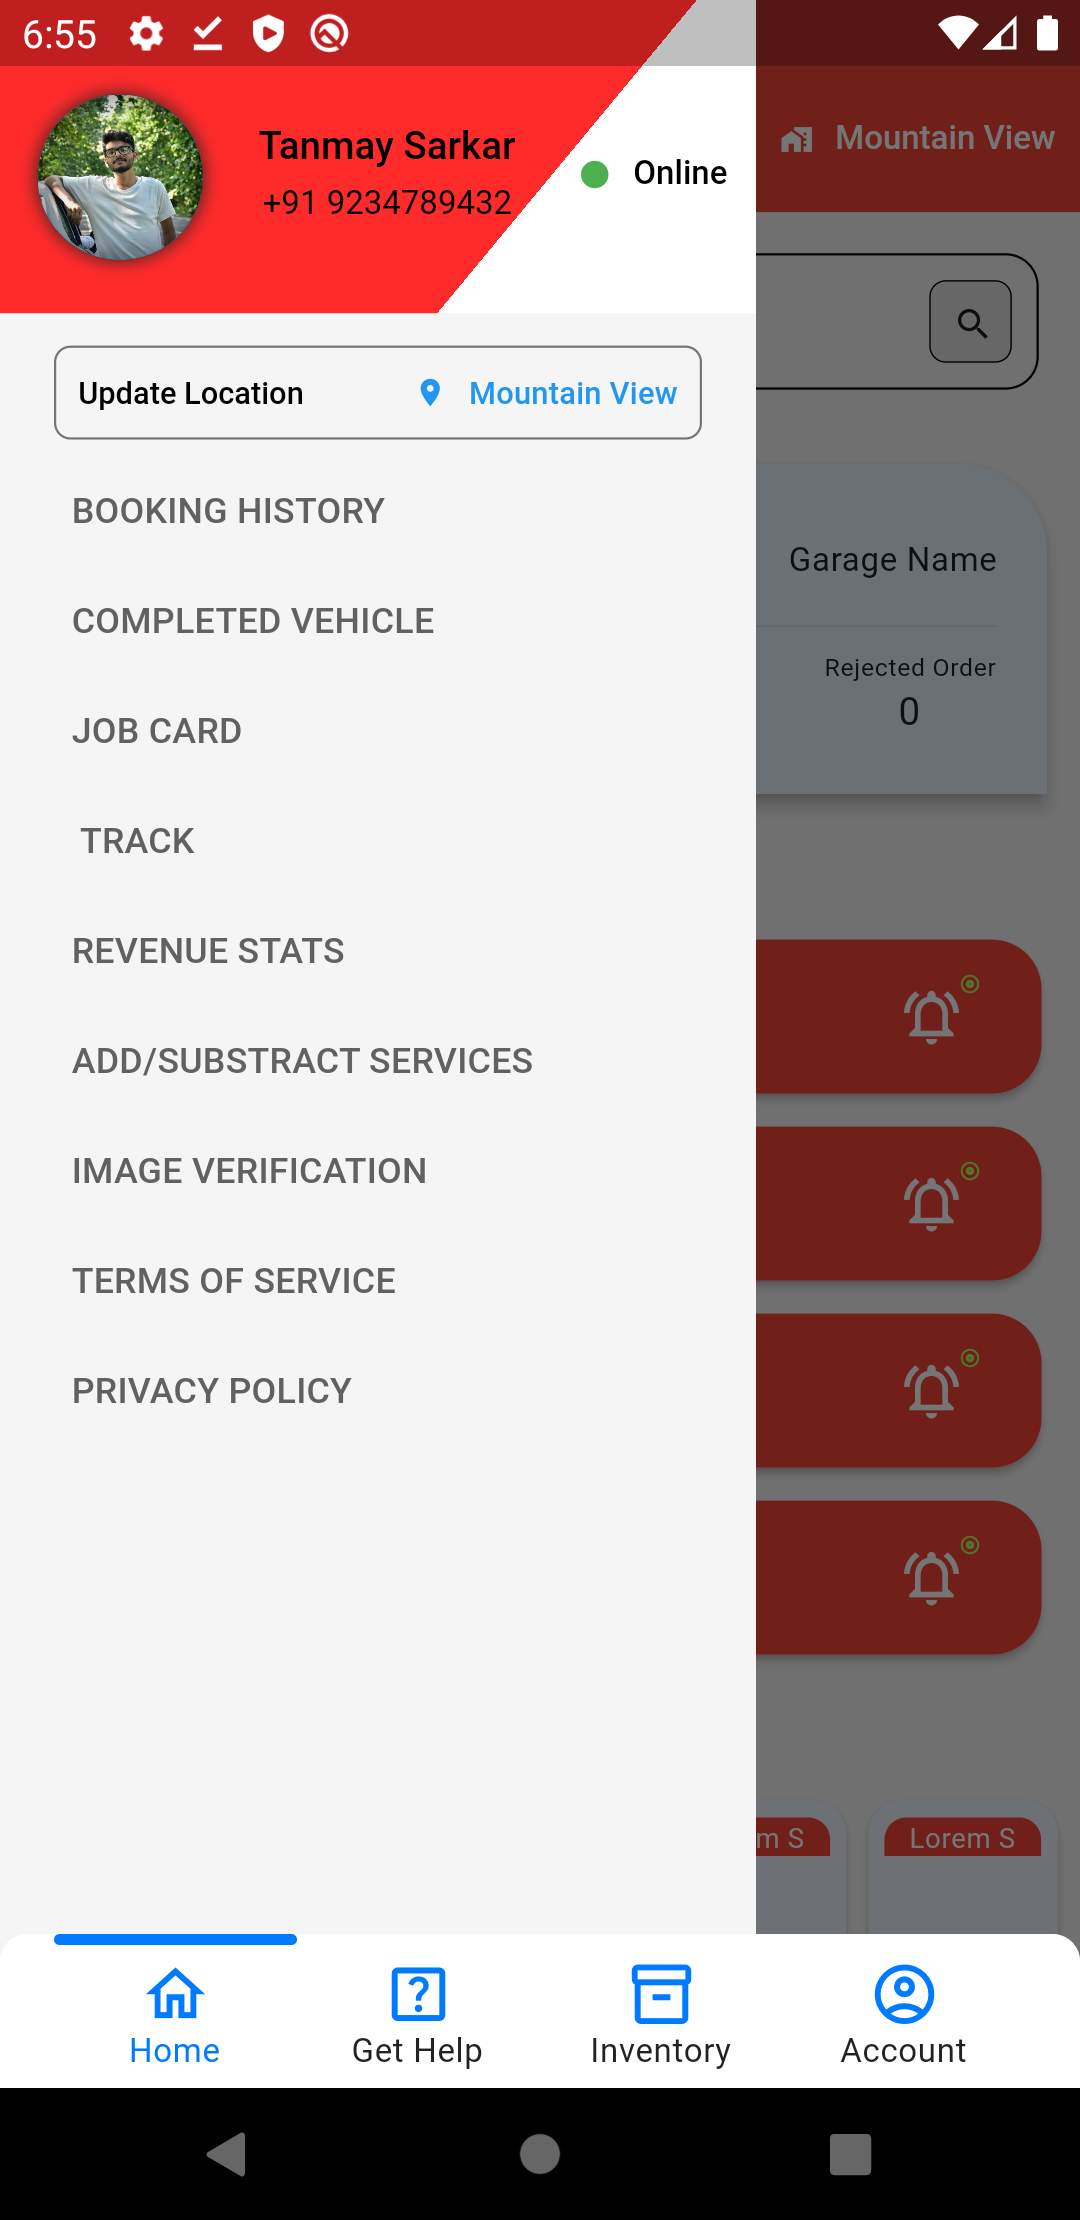 6:55
Tanmay Sarkar
+91 9234789432
Online
Mountain View
Update Location
Mountain View
BOOKING HISTORY
COMPLETED VEHICLE
JOB CARD
TRACK
REVENUE STATS
ADD/SUBSTRACT SERVICES
IMAGE VERIFICATION
TERMS OF SERVICE
PRIVACY POLICY
Garage Name
Rejected Order
0
m S
Lorem S
Home
Get Help
Inventory
Account